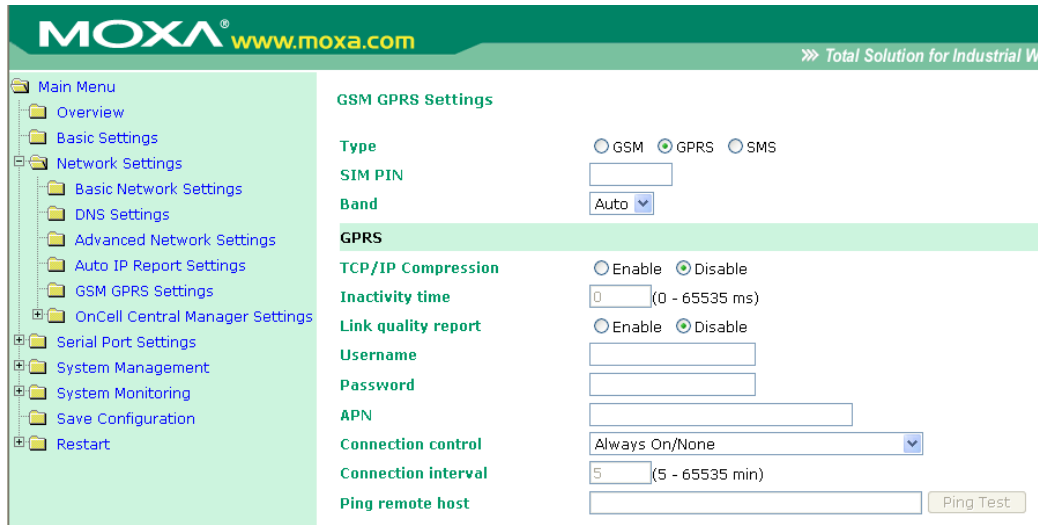 MOXA® www.moxa.com
Total Solution for Industrial W
Main Menu
Overview
Basic Settings
Network Settings
Basic Network Settings
DNS Settings
Advanced Network Settings
Auto IP Report Settings
GSM GPRS Settings
OnCell Central Manager Settings
Serial Port Settings
System Management
System Monitoring
Save Configuration
Restart
GSM GPRS Settings
Type GSM GPRS SMS
SIM PIN
Band Auto
GPRS
TCP/IP Compression Enable Disable
Inactivity time 0 (0 - 65535 ms)
Link quality report Enable Disable
Username
Password
APN
Connection control Always On/None
Connection interval 5 (5 - 65535 min)
Ping remote host Ping Test